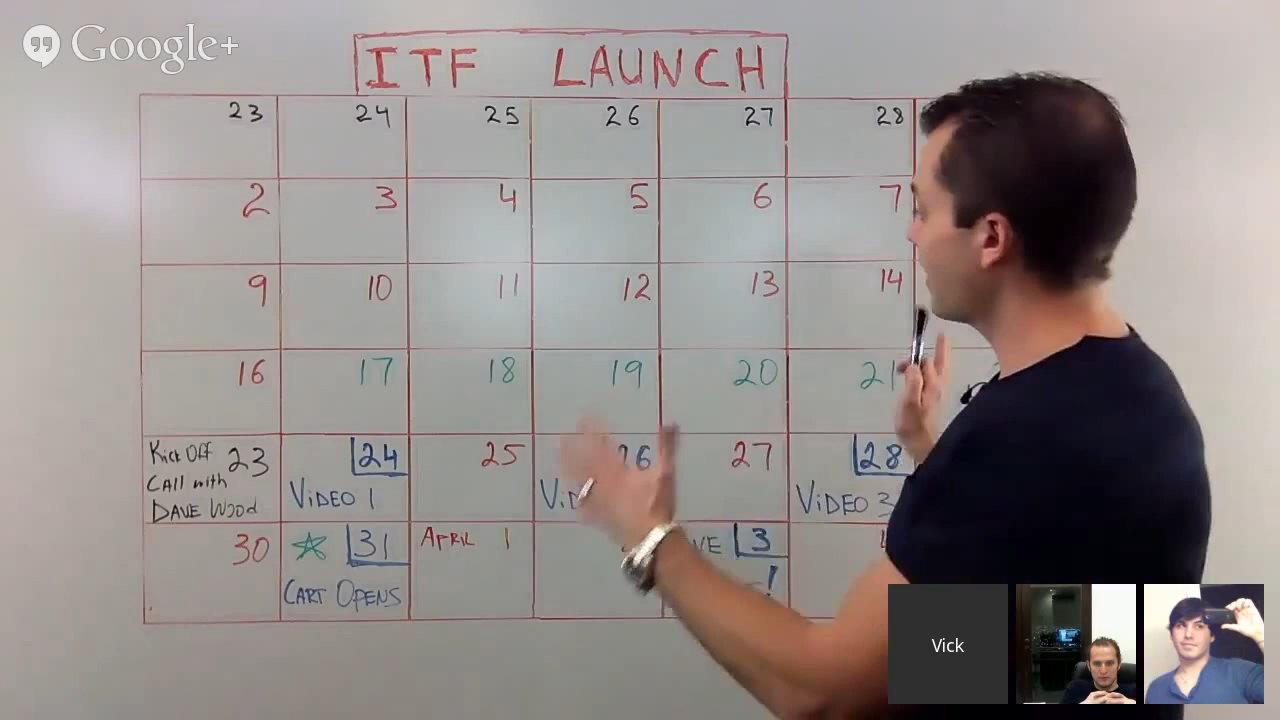 Google+
ITF LAUNCH
23 24 25 26 27 28
2 3 4 5 6 7
9 10 11 12 13 14
16 17 18 19 20 21
Kick Off 23 24 25 26 27 28
CALL with
DAVE WOOD
VIDEO 1 VIDEO 3
30 31 APRIL 1 3
CART OPENS !
Vick